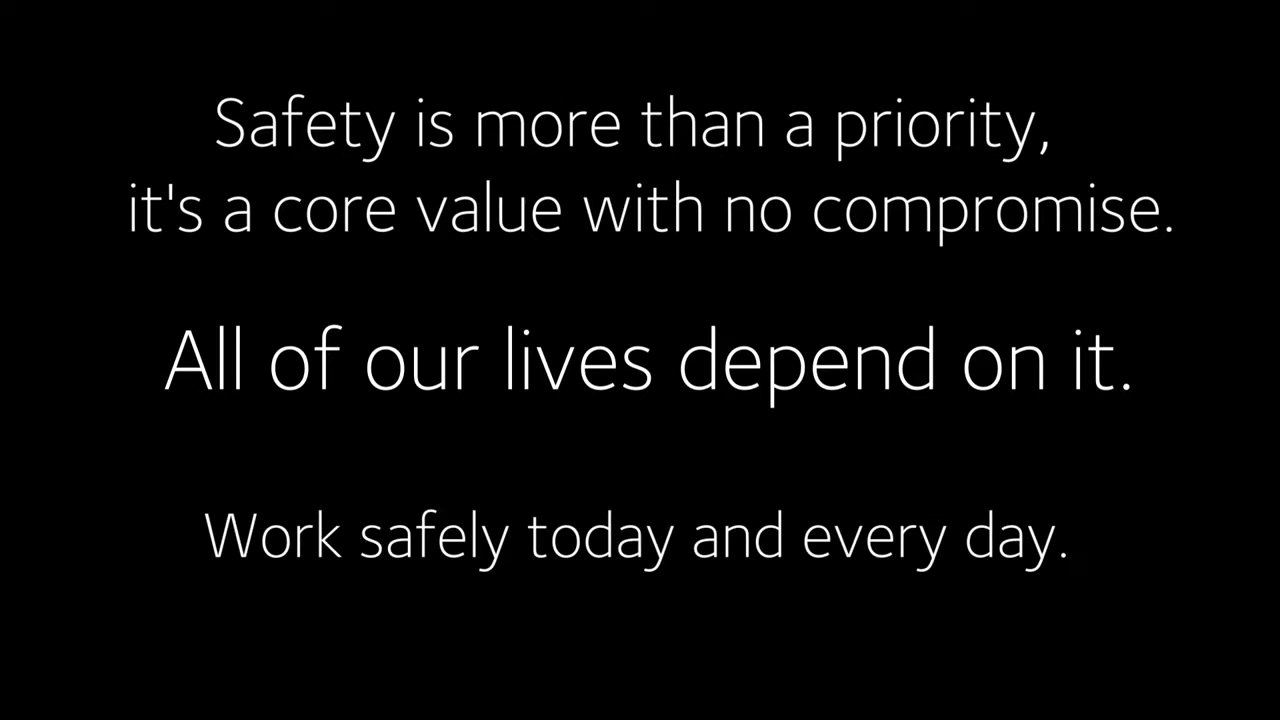 Safety is more than a priority,
it's a core value with no compromise.
All of our lives depend on it.
Work safely today and every day.